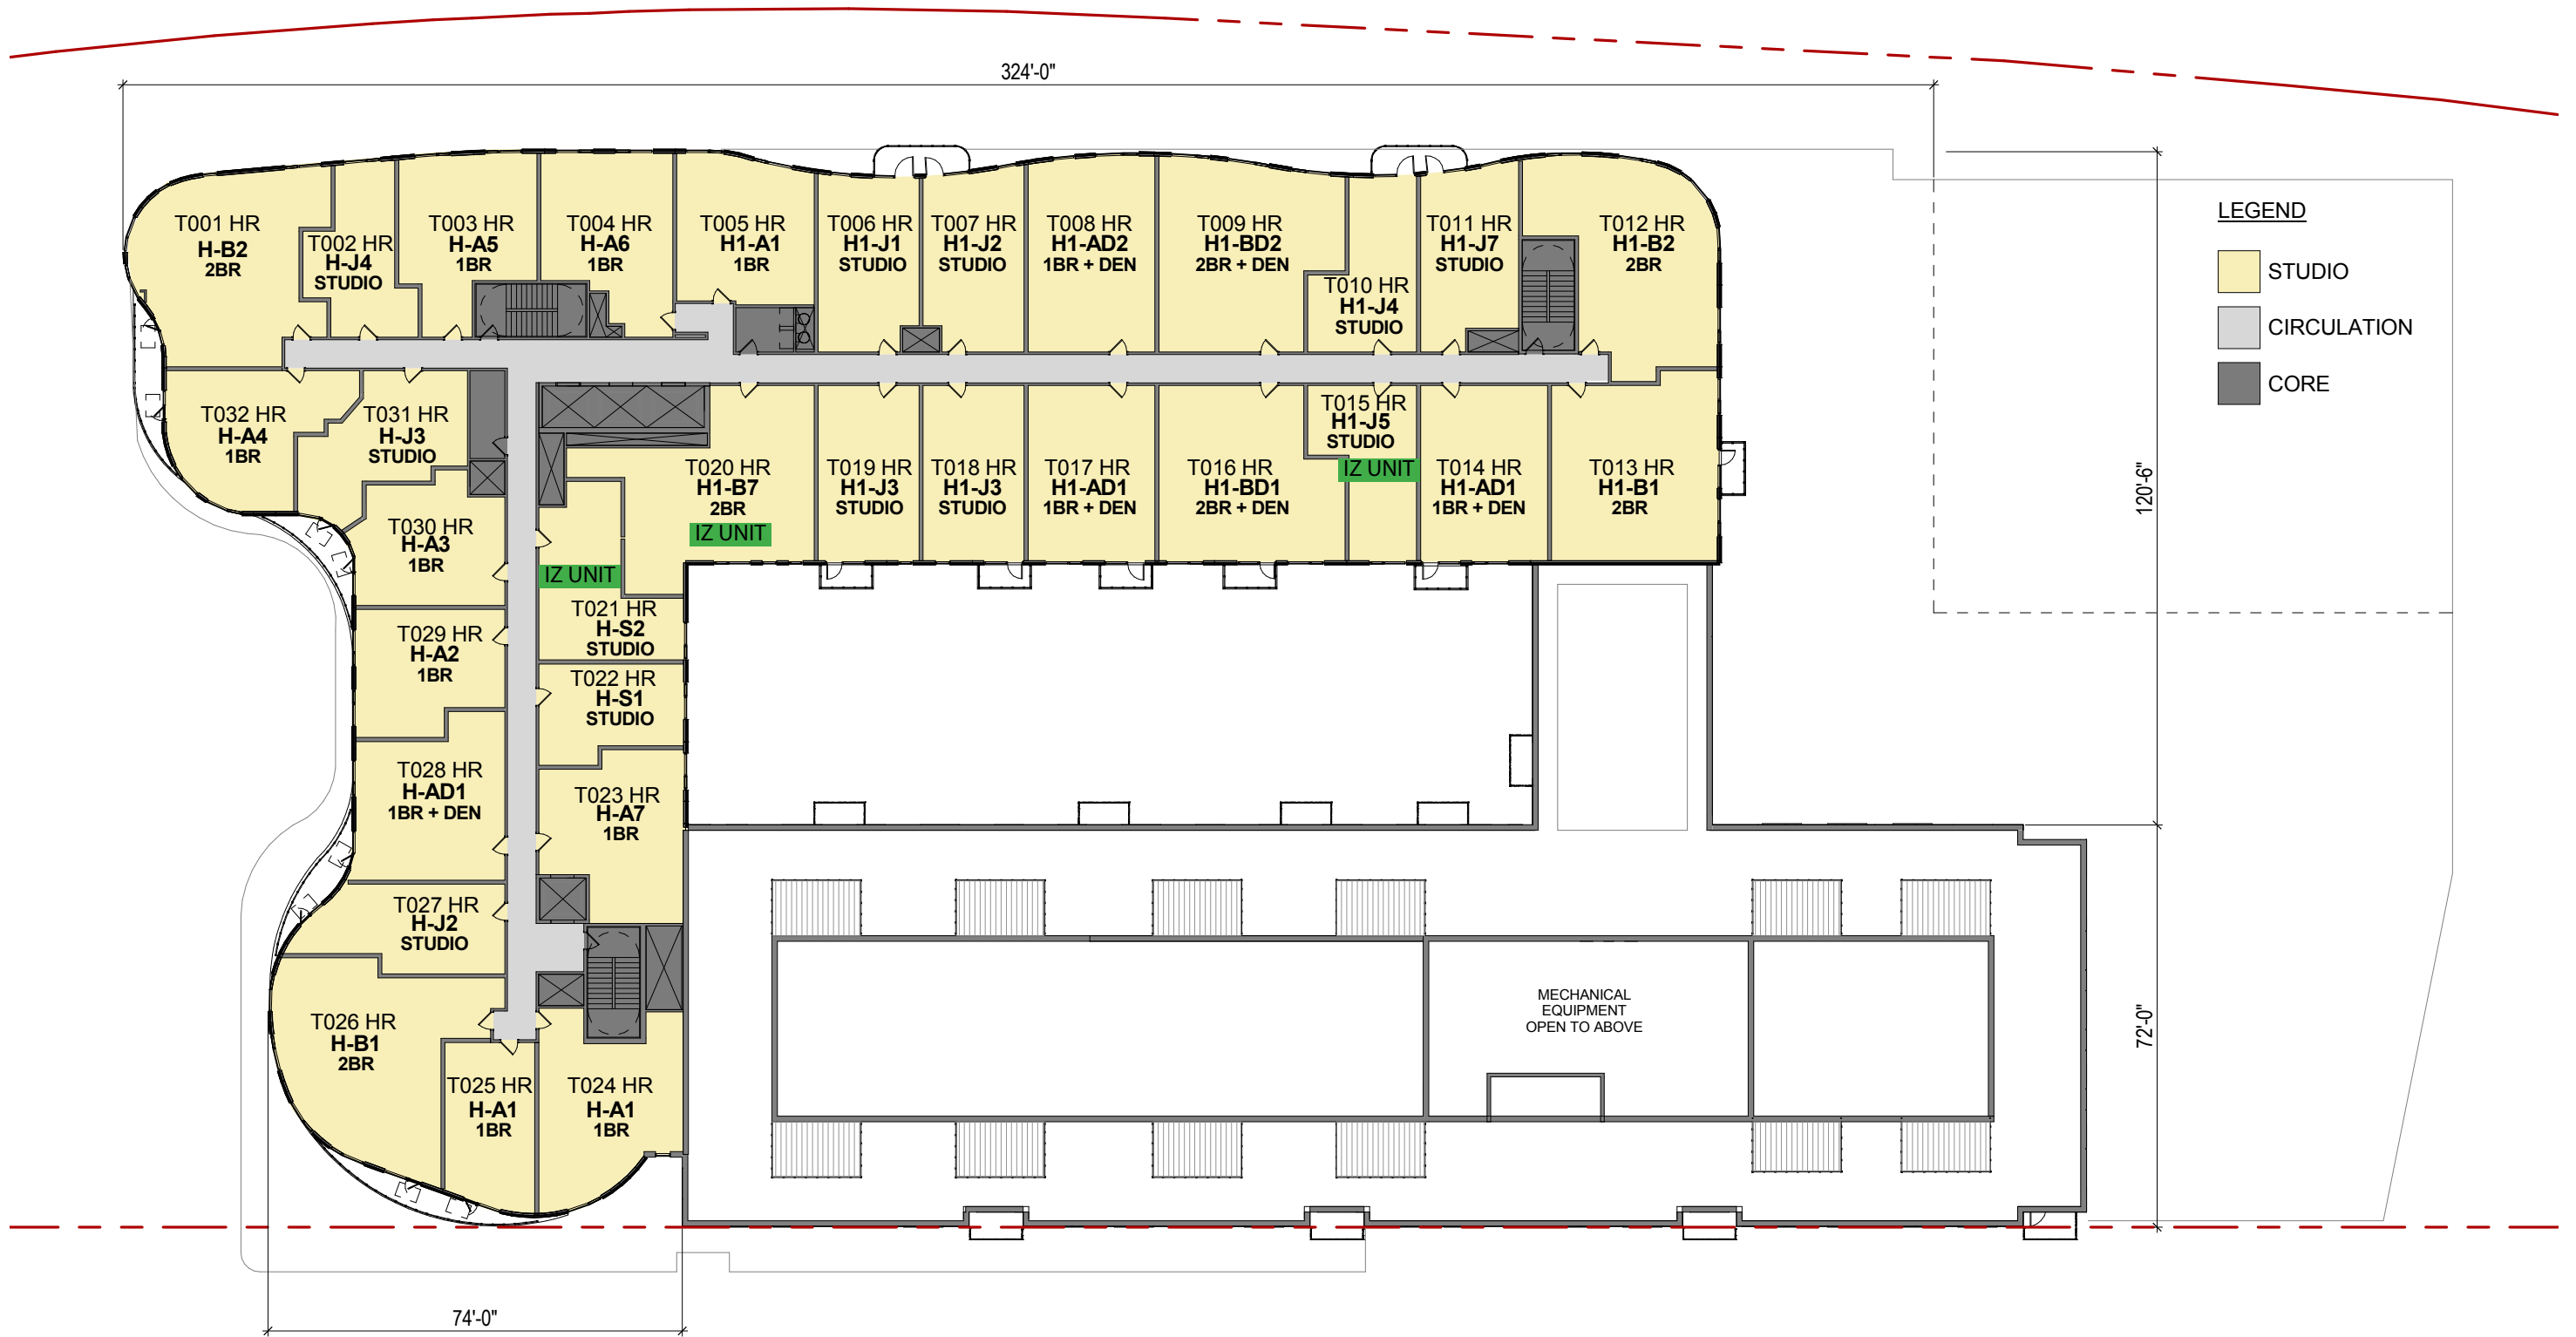 324'-0"
T001 HR
H-B2
2BR
T002 HR
H-J4
STUDIO
T003 HR
H-A5
1BR
T004 HR
H-A6
1BR
T005 HR
H1-A1
1BR
T006 HR
H1-J1
STUDIO
T007 HR
H1-J2
STUDIO
T008 HR
H1-AD2
1BR + DEN
T009 HR
H1-BD2
2BR + DEN
T010 HR
H1-J4
STUDIO
T011 HR
H1-J7
STUDIO
T012 HR
H1-B2
2BR
LEGEND
STUDIO
CIRCULATION
CORE
T032 HR
H-A4
1BR
T031 HR
H-J3
STUDIO
T020 HR
H1-B7
2BR
IZ UNIT
T019 HR
H1-J3
STUDIO
T018 HR
H1-J3
STUDIO
T017 HR
H1-AD1
1BR + DEN
T016 HR
H1-BD1
2BR + DEN
T015 HR
H1-J5
STUDIO
IZ UNIT
T014 HR
H1-AD1
1BR + DEN
T013 HR
H1-B1
2BR
120'-6"
T030 HR
H-A3
1BR
IZ UNIT
T021 HR
H-S2
STUDIO
T029 HR
H-A2
1BR
T022 HR
H-S1
STUDIO
T028 HR
H-AD1
1BR + DEN
T023 HR
H-A7
1BR
T027 HR
H-J2
STUDIO
T026 HR
H-B1
2BR
T025 HR
H-A1
1BR
T024 HR
H-A1
1BR
MECHANICAL
EQUIPMENT
OPEN TO ABOVE
72'-0"
74'-0"